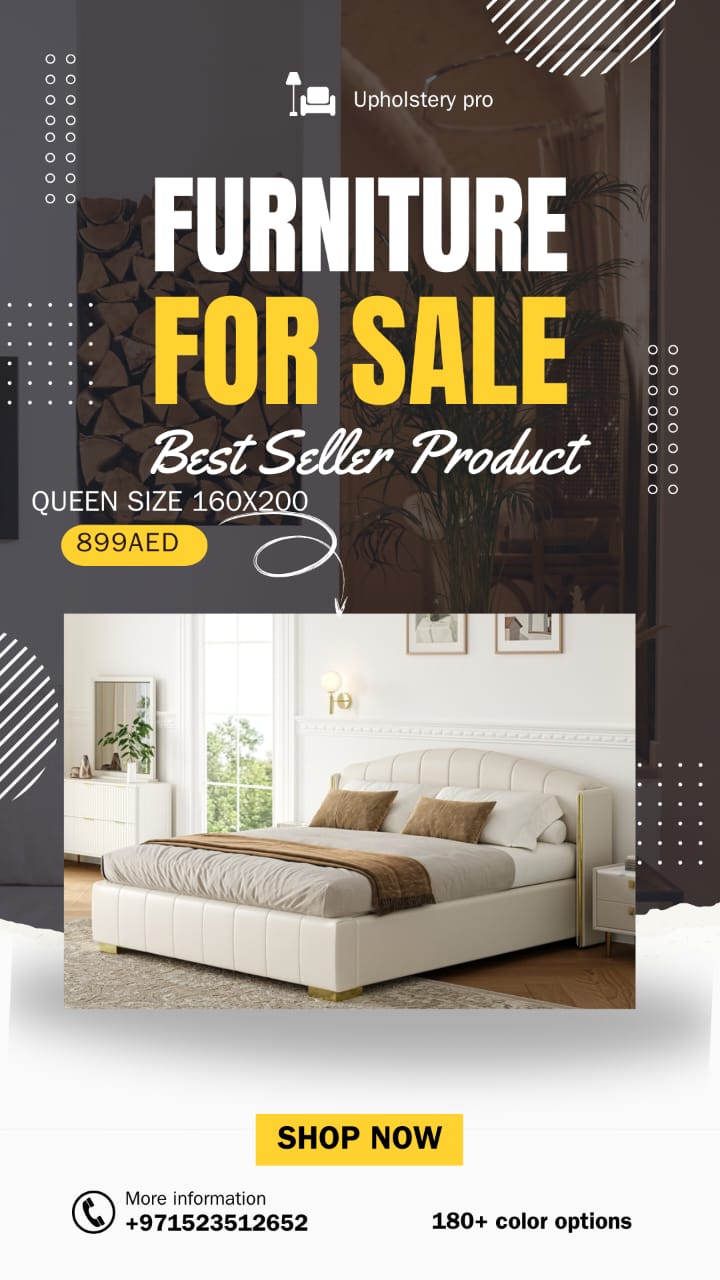 Upholstery pro
FURNITURE
FOR SALE
Best Seller Product
QUEEN SIZE 160X200
899AED
SHOP NOW
More information
+971523512652
180+ color options